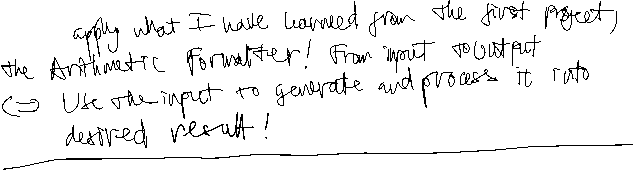 apply what I have learned from the first project,
the Arithmetic Formatter! From input to output
<=> Use the input to generate and process it into
desired result!